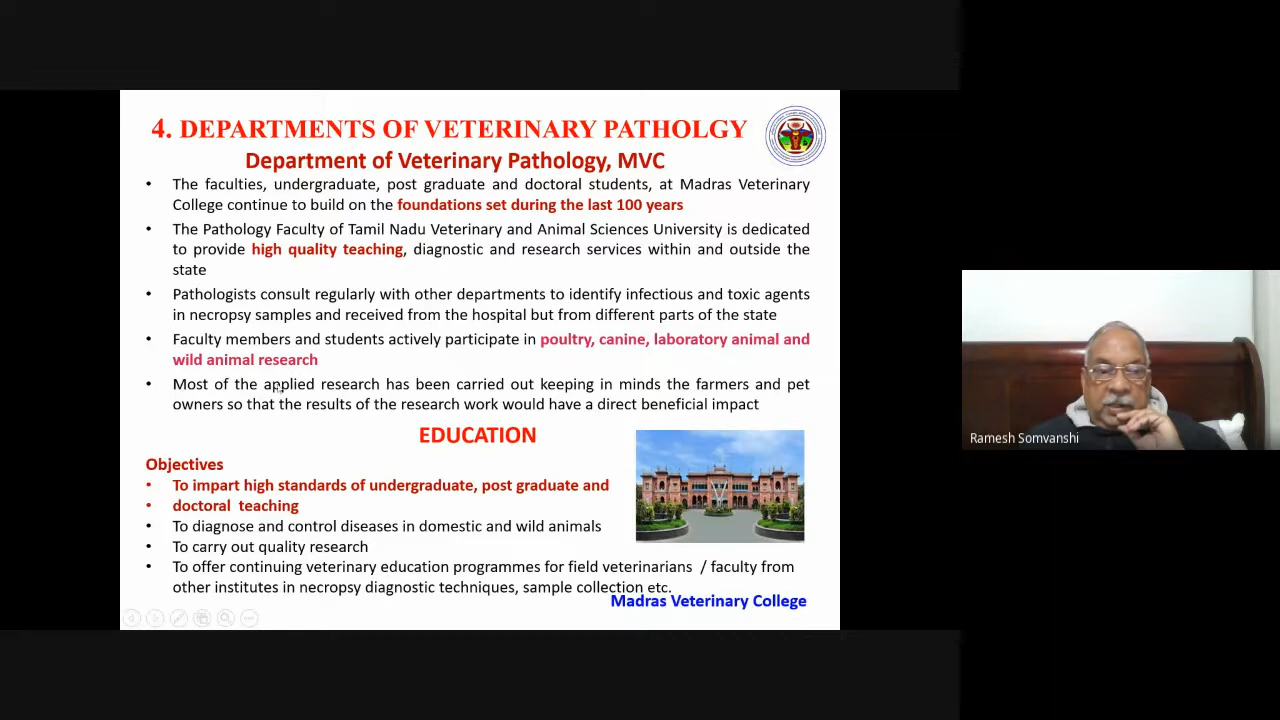 4. DEPARTMENTS OF VETERINARY PATHOLGY
Department of Veterinary Pathology, MVC
• The faculties, undergraduate, post graduate and doctoral students, at Madras Veterinary
College continue to build on the foundations set during the last 100 years
• The Pathology Faculty of Tamil Nadu Veterinary and Animal Sciences University is dedicated
to provide high quality teaching, diagnostic and research services within and outside the
state
• Pathologists consult regularly with other departments to identify infectious and toxic agents
in necropsy samples and received from the hospital but from different parts of the state
• Faculty members and students actively participate in poultry, canine, laboratory animal and
wild animal research
• Most of the applied research has been carried out keeping in minds the farmers and pet
owners so that the results of the research work would have a direct beneficial impact
EDUCATION
Objectives
• To impart high standards of undergraduate, post graduate and
• doctoral teaching
• To diagnose and control diseases in domestic and wild animals
• To carry out quality research
• To offer continuing veterinary education programmes for field veterinarians / faculty from
other institutes in necropsy diagnostic techniques, sample collection etc.
Madras Veterinary College
Ramesh Somvanshi